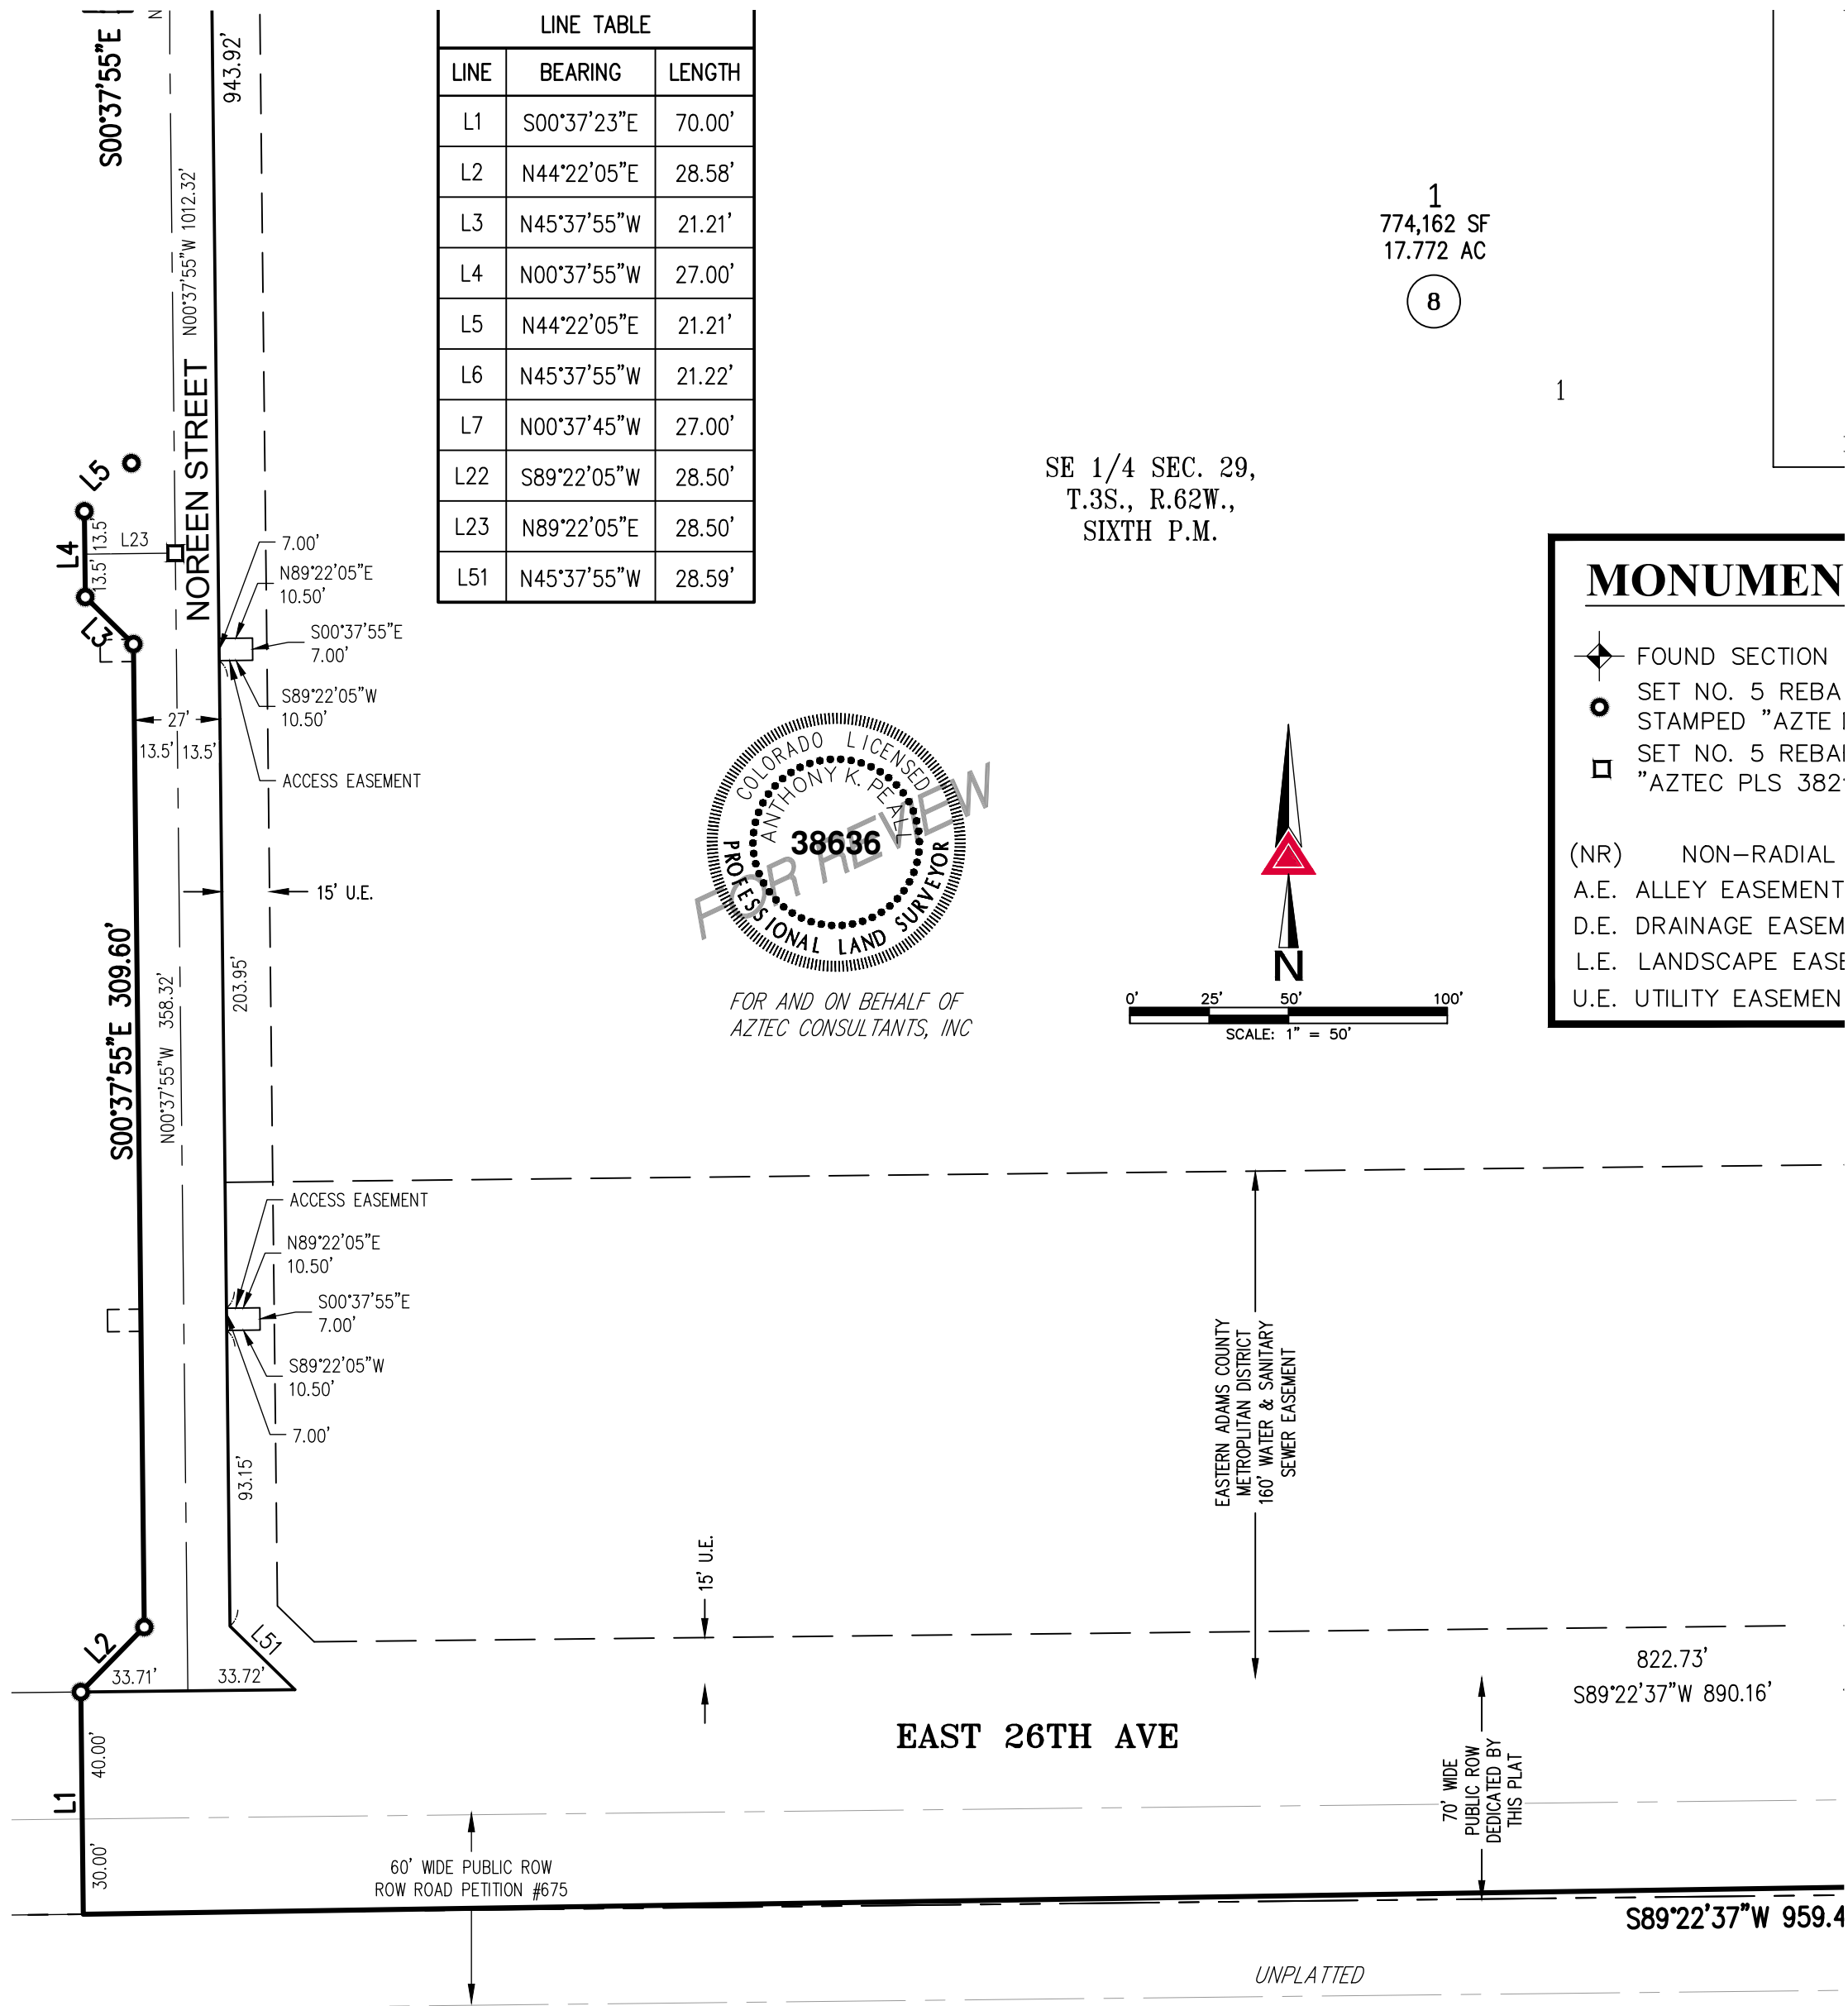 S00°37'55"E
N
943.92'
N00°37'55"W 1012.32'
NOREEN STREET
LINE TABLE
LINE BEARING LENGTH
L1 S00°37'23"E 70.00'
L2 N44°22'05"E 28.58'
L3 N45°37'55"W 21.21'
L4 N00°37'55"W 27.00'
L5 N44°22'05"E 21.21'
L6 N45°37'55"W 21.22'
L7 N00°37'45"W 27.00'
L22 S89°22'05"W 28.50'
L23 N89°22'05"E 28.50'
L51 N45°37'55"W 28.59'
1
774,162 SF
17.772 AC
8
1
SE 1/4 SEC. 29,
T.3S., R.62W.,
SIXTH P.M.
L5
L4
13.5'
13.5'
L23
L3
7.00'
N89°22'05"E
10.50'
S00°37'55"E
7.00'
S89°22'05"W
10.50'
ACCESS EASEMENT
27'
13.5'
13.5'
15' U.E.
S00°37'55"E 309.60'
N00°37'55"W 358.32'
203.95'
COLORADO LICENSED
ANTHONY K. PEALL
38636
PROFESSIONAL LAND SURVEYOR
FOR REVIEW
FOR AND ON BEHALF OF
AZTEC CONSULTANTS, INC
N
0' 25' 50' 100'
SCALE: 1" = 50'
MONUMEN
FOUND SECTION
SET NO. 5 REBA
STAMPED "AZTE
SET NO. 5 REBA
"AZTEC PLS 382
(NR) NON-RADIAL
A.E. ALLEY EASEMENT
D.E. DRAINAGE EASEM
L.E. LANDSCAPE EASE
U.E. UTILITY EASEMEN
ACCESS EASEMENT
N89°22'05"E
10.50'
S00°37'55"E
7.00'
S89°22'05"W
10.50'
7.00'
93.15'
EASTERN ADAMS COUNTY
METROPLITAN DISTRICT
160' WATER & SANITARY
SEWER EASEMENT
15' U.E.
L2
L51
33.71'
33.72'
822.73'
S89°22'37"W 890.16'
EAST 26TH AVE
40.00'
L1
30.00'
70' WIDE
PUBLIC ROW
DEDICATED BY
THIS PLAT
60' WIDE PUBLIC ROW
ROW ROAD PETITION #675
S89°22'37"W 959.4
UNPLATTED